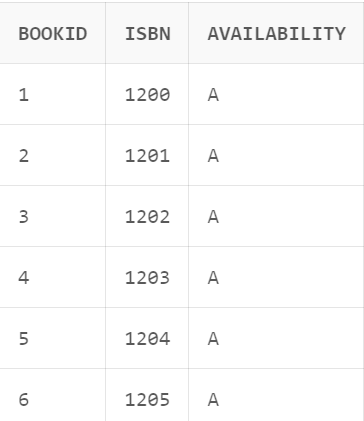 BOOKID ISBN AVAILABILITY
1 1200 A
2 1201 A
3 1202 A
4 1203 A
5 1204 A
6 1205 A